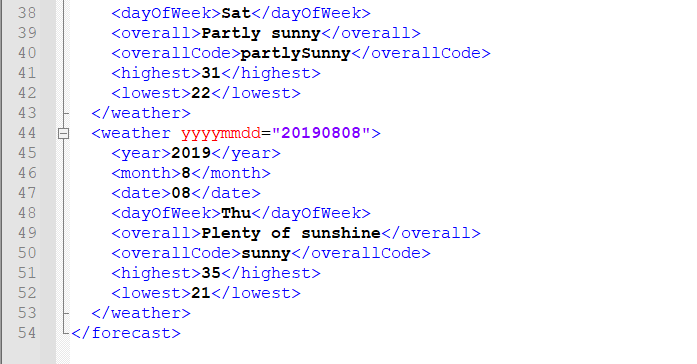 38 <dayOfWeek>Sat</dayOfWeek>
39 <overall>Partly sunny</overall>
40 <overallCode>partlySunny</overallCode>
41 <highest>31</highest>
42 <lowest>22</lowest>
43 </weather>
44 <weather yyyymmdd="20190808">
45 <year>2019</year>
46 <month>8</month>
47 <date>08</date>
48 <dayOfWeek>Thu</dayOfWeek>
49 <overall>Plenty of sunshine</overall>
50 <overallCode>sunny</overallCode>
51 <highest>35</highest>
52 <lowest>21</lowest>
53 </weather>
54 </forecast>